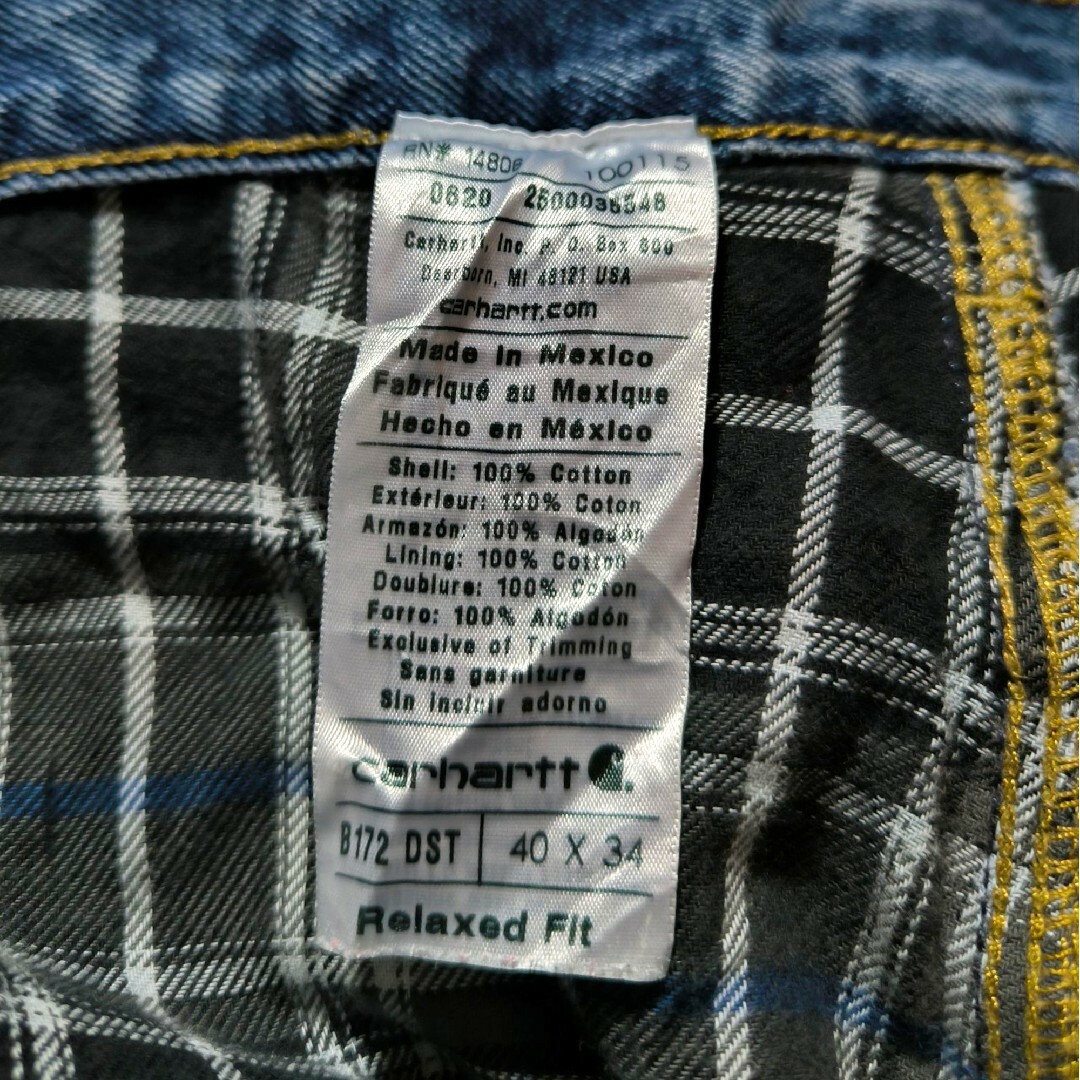 RN# 14806 100115
0620 2600036546
Carhartt, Inc. P. O. Box 600
Dearborn, MI 48121 USA
carhartt.com
Made in Mexico
Fabriqué au Mexique
Hecho en México
Shell: 100% Cotton
Extérieur: 100% Coton
Armazón: 100% Algodón
Lining: 100% Cotton
Doublure: 100% Coton
Forro: 100% Algodón
Exclusive of Trimming
Sans garniture
Sin incluir adorno
carhartt
B172 DST 40 X 34
Relaxed Fit